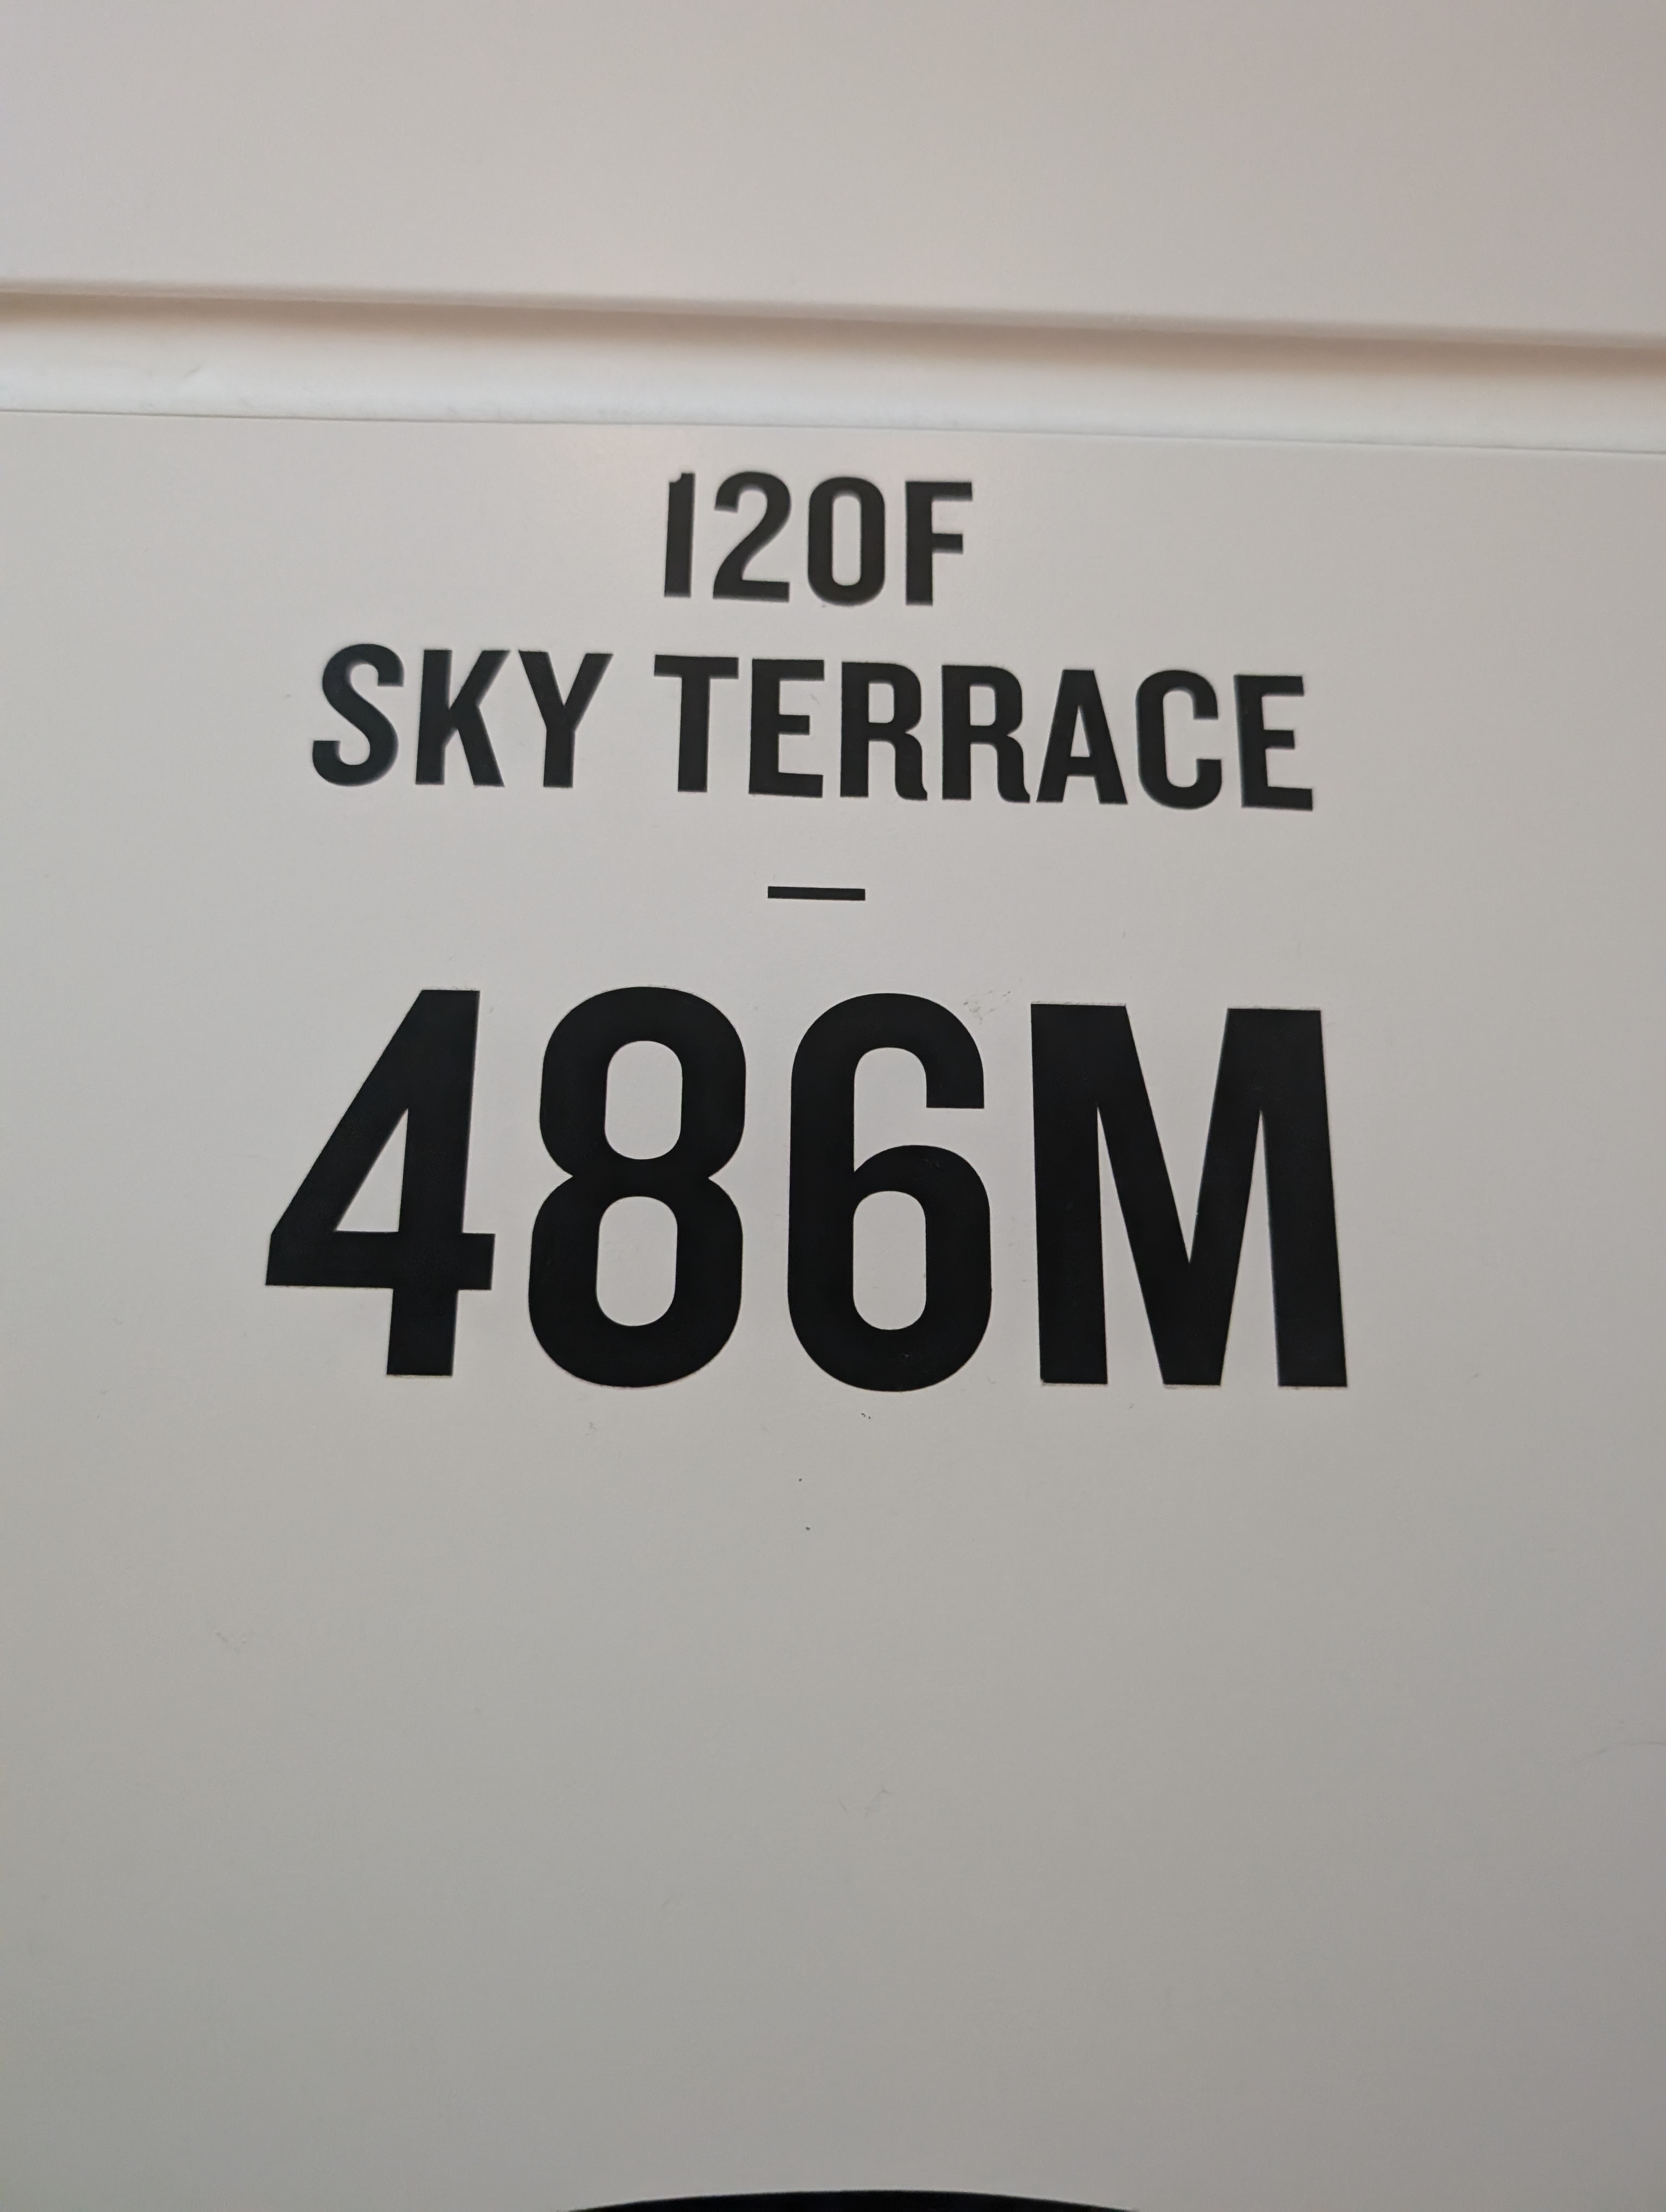 120F
SKY TERRACE
—
486M